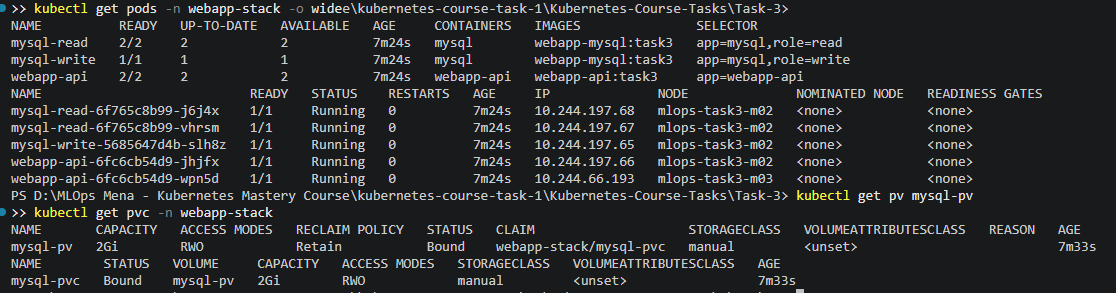 >> kubectl get pods -n webapp-stack -o widee\kubernetes-course-task-1\Kubernetes-Course-Tasks\Task-3>
NAME READY UP-TO-DATE AVAILABLE AGE CONTAINERS IMAGES SELECTOR
mysql-read 2/2 2 2 7m24s mysql webapp-mysql:task3 app=mysql,role=read
mysql-write 1/1 1 1 7m24s mysql webapp-mysql:task3 app=mysql,role=write
webapp-api 2/2 2 2 7m24s webapp-api webapp-api:task3 app=webapp-api
NAME READY STATUS RESTARTS AGE IP NODE NOMINATED NODE READINESS GATES
mysql-read-6f765c8b99-j6j4x 1/1 Running 0 7m24s 10.244.197.68 mlops-task3-m02 <none> <none>
mysql-read-6f765c8b99-vhrsm 1/1 Running 0 7m24s 10.244.197.67 mlops-task3-m02 <none> <none>
mysql-write-5685647d4b-slh8z 1/1 Running 0 7m24s 10.244.197.65 mlops-task3-m02 <none> <none>
webapp-api-6fc6cb54d9-jhjfx 1/1 Running 0 7m24s 10.244.197.66 mlops-task3-m02 <none> <none>
webapp-api-6fc6cb54d9-wpn5d 1/1 Running 0 7m24s 10.244.66.193 mlops-task3-m03 <none> <none>
PS D:\MLOps Mena - Kubernetes Mastery Course\kubernetes-course-task-1\Kubernetes-Course-Tasks\Task-3> kubectl get pv mysql-pv
>> kubectl get pvc -n webapp-stack
NAME CAPACITY ACCESS MODES RECLAIM POLICY STATUS CLAIM STORAGECLASS VOLUMEATTRIBUTESCLASS REASON AGE
mysql-pv 2Gi RWO Retain Bound webapp-stack/mysql-pvc manual <unset> 7m33s
NAME STATUS VOLUME CAPACITY ACCESS MODES STORAGECLASS VOLUMEATTRIBUTESCLASS AGE
mysql-pvc Bound mysql-pv 2Gi RWO manual <unset> 7m33s